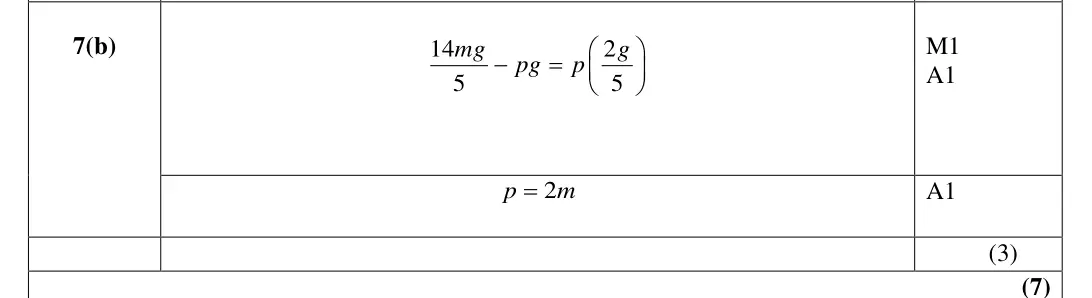 7(b)
14mg/5 − pg = p(2g/5)
M1
A1
p = 2m
A1
(3)
(7)